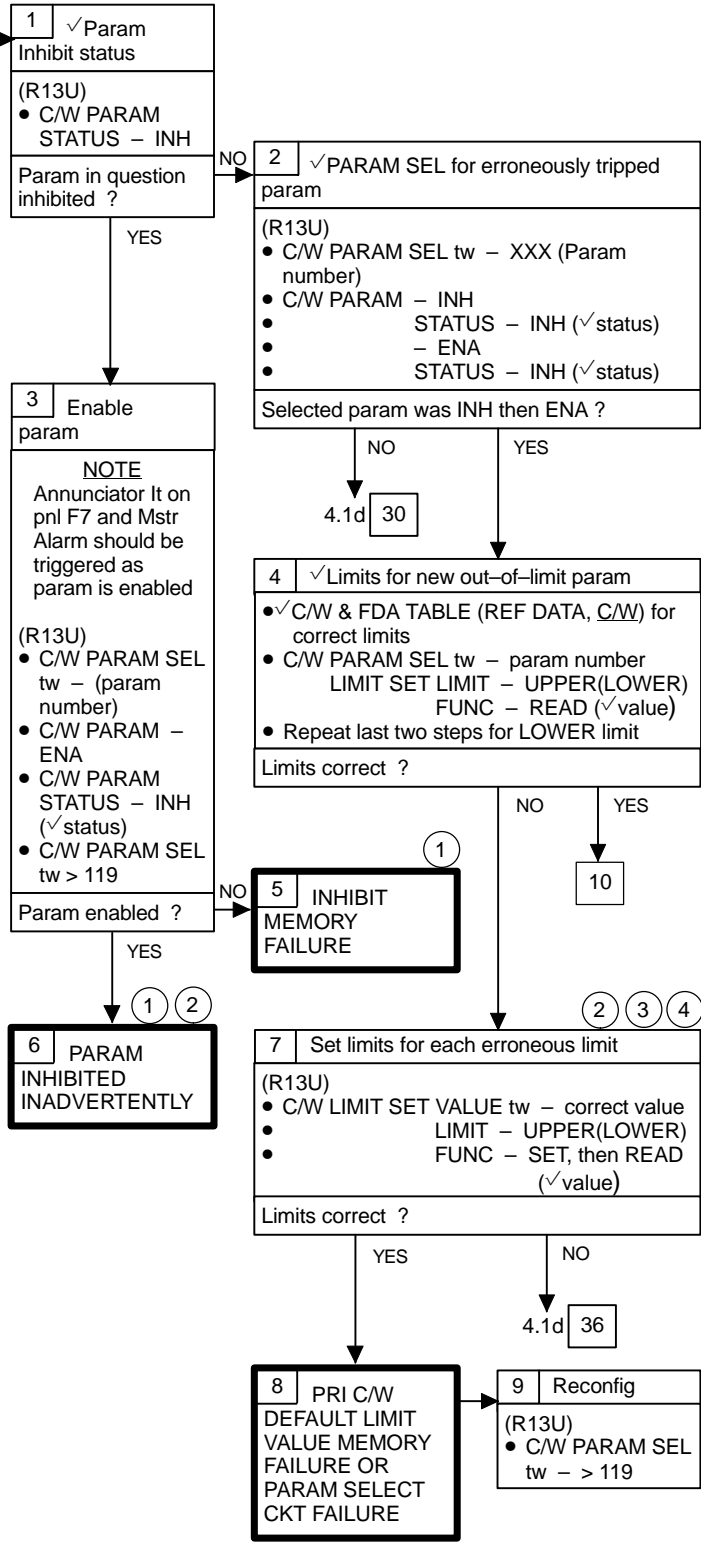 1 √Param
Inhibit status
(R13U)
• C/W PARAM
STATUS – INH
Param in question
inhibited ?
NO
YES
2 √PARAM SEL for erroneously tripped
param
(R13U)
• C/W PARAM SEL tw – XXX (Param
number)
• C/W PARAM – INH
• STATUS – INH (√status)
• – ENA
• STATUS – INH (√status)
Selected param was INH then ENA ?
NO
YES
4.1d 30
3 Enable
param
NOTE
Annunciator lt on
pnl F7 and Mstr
Alarm should be
triggered as
param is enabled
(R13U)
• C/W PARAM SEL
tw – (param
number)
• C/W PARAM –
ENA
• C/W PARAM
STATUS – INH
(√status)
• C/W PARAM SEL
tw > 119
Param enabled ?
NO
YES
4 √Limits for new out–of–limit param
•√C/W & FDA TABLE (REF DATA, C/W) for
correct limits
• C/W PARAM SEL tw – param number
LIMIT SET LIMIT – UPPER(LOWER)
FUNC – READ (√value)
• Repeat last two steps for LOWER limit
Limits correct ?
NO
YES
10
1
5 INHIBIT
MEMORY
FAILURE
1 2
6 PARAM
INHIBITED
INADVERTENTLY
2 3 4
7 Set limits for each erroneous limit
(R13U)
• C/W LIMIT SET VALUE tw – correct value
• LIMIT – UPPER(LOWER)
• FUNC – SET, then READ
(√value)
Limits correct ?
YES
NO
4.1d 36
8 PRI C/W
DEFAULT LIMIT
VALUE MEMORY
FAILURE OR
PARAM SELECT
CKT FAILURE
9 Reconfig
(R13U)
• C/W PARAM SEL
tw – > 119